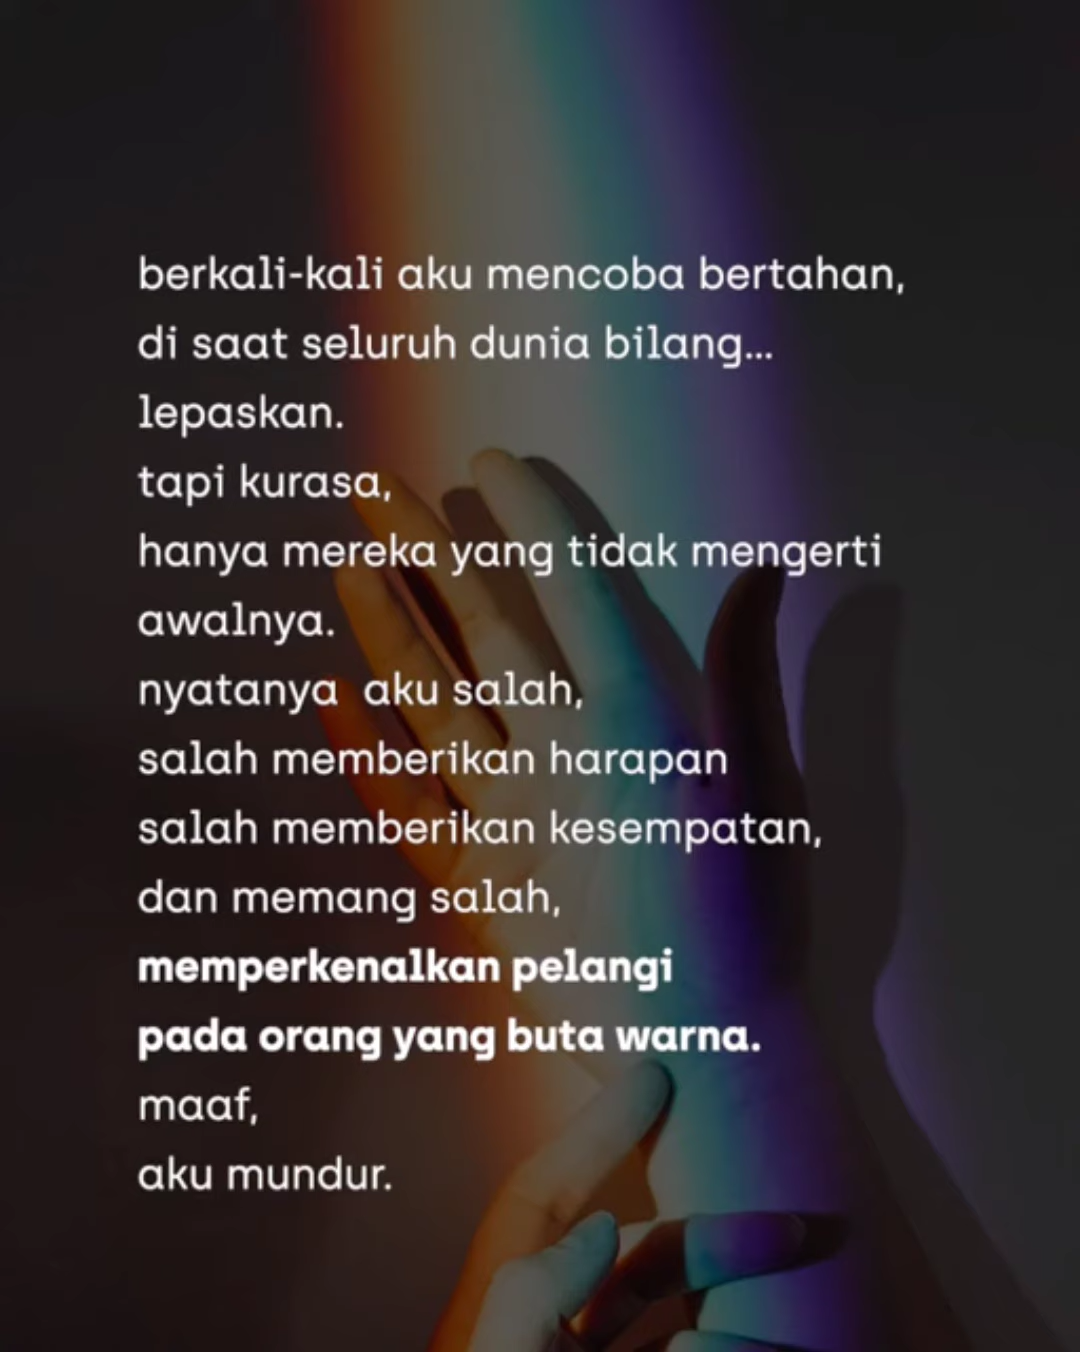 berkali-kali aku mencoba bertahan,
di saat seluruh dunia bilang...
lepaskan.
tapi kurasa,
hanya mereka yang tidak mengerti
awalnya.
nyatanya  aku salah,
salah memberikan harapan
salah memberikan kesempatan,
dan memang salah,
memperkenalkan pelangi
pada orang yang buta warna.
maaf,
aku mundur.